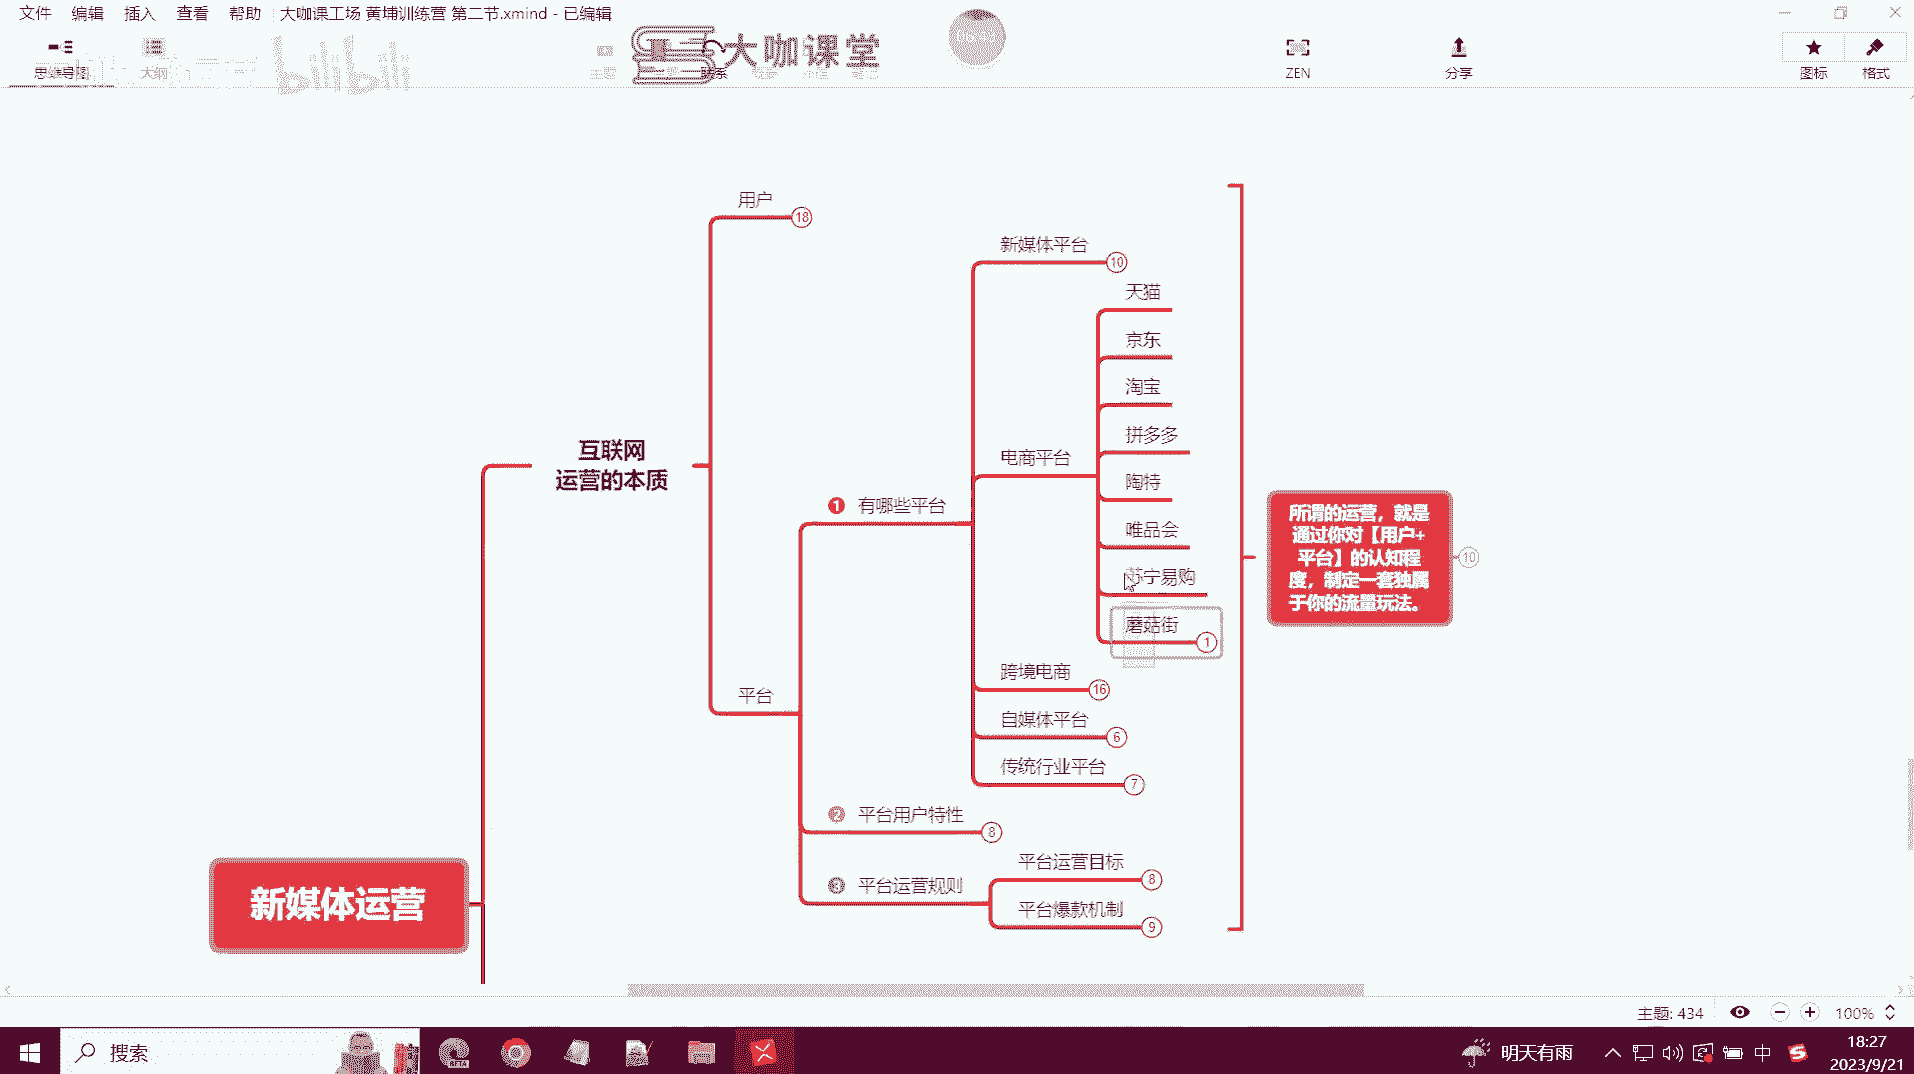 文件 编辑 插入 查看 帮助 大咖课工场 黄埔训练营 第二节.xmind - 已编辑
思维导图
大纲
bilibili
主题
联系
大咖课堂
ZEN
分享
图标
格式
用户
18
新媒体平台
10
天猫
京东
淘宝
拼多多
电商平台
陶特
互联网
运营的本质
1 有哪些平台
唯品会
苏宁易购
蘑菇街
1
所谓的运营，就是
通过你对【用户+
平台】的认知程
度，制定一套独属
于你的流量玩法。
10
跨境电商
16
平台
自媒体平台
6
传统行业平台
7
2 平台用户特性
8
平台运营目标
8
3 平台运营规则
平台爆款机制
9
新媒体运营
主题: 434
100%
搜索
BETA
明天有雨
中
18:27
2023/9/21